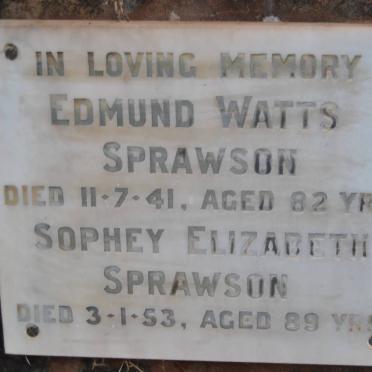 IN LOVING MEMORY
EDMUND WATTS
SPRAWSON
DIED 11·7·41, AGED 82 YR
SOPHEY ELIZABETH
SPRAWSON
DIED 3·1·53, AGED 89 YRS